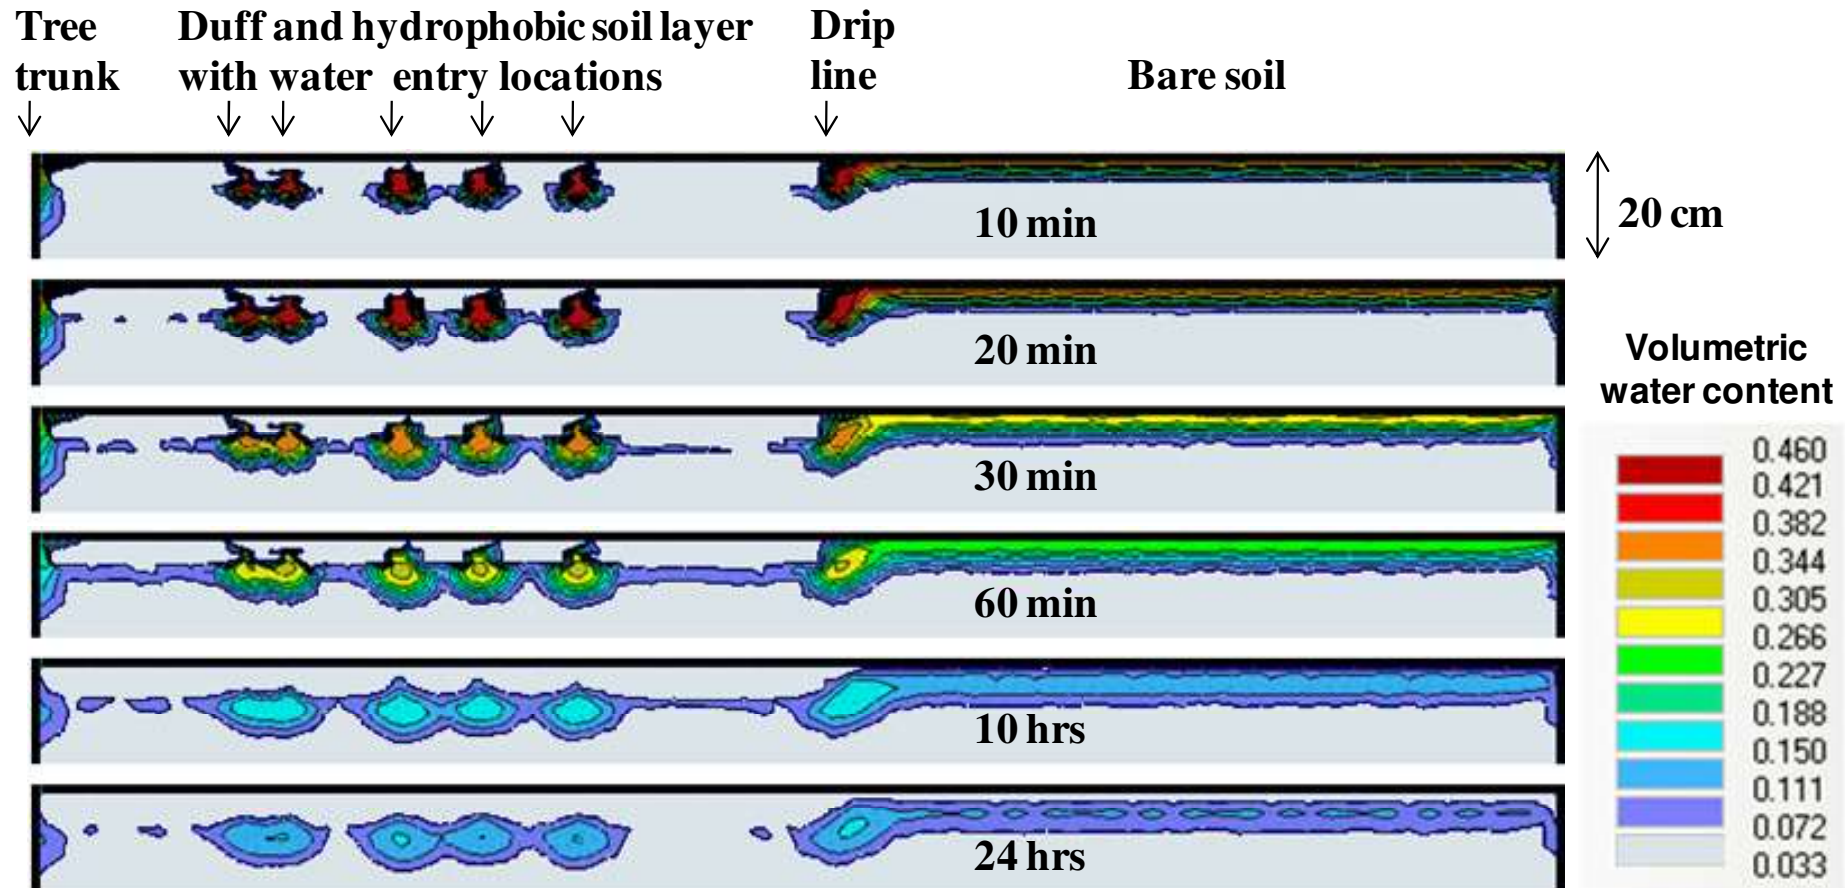 Tree trunk
Duff and hydrophobic soil layer
with water entry locations
Drip line
Bare soil
10 min
20 cm
20 min
30 min
60 min
10 hrs
24 hrs
Volumetric
water content
0.460
0.421
0.382
0.344
0.305
0.266
0.227
0.188
0.150
0.111
0.072
0.033